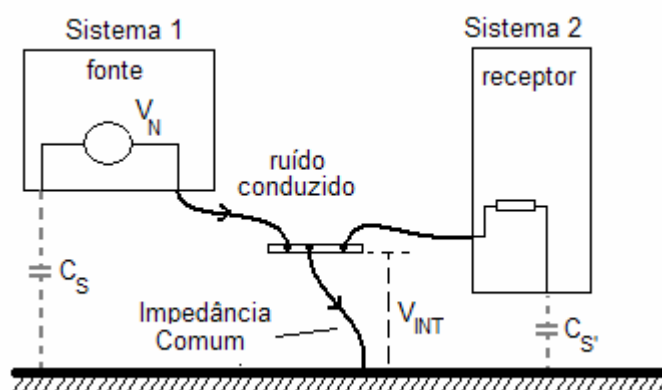 Sistema 1
fonte
V_N
C_S
ruído
conduzido
Impedância
Comum
V_INT
Sistema 2
receptor
C_S'